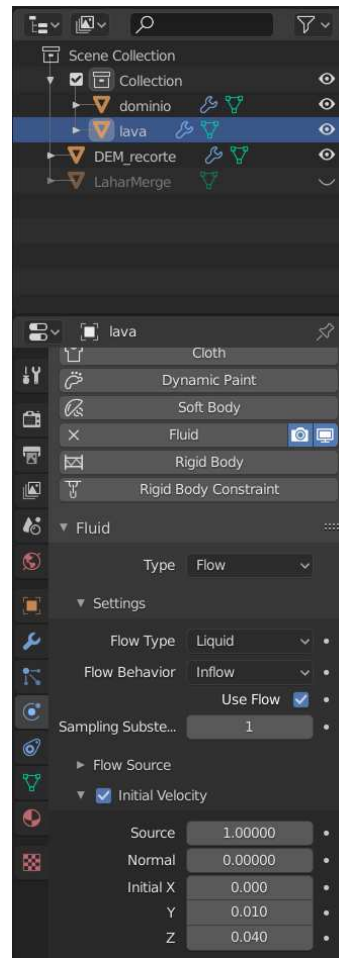 Scene Collection
Collection
dominio
lava
DEM_recorte
LaharMerge
lava
Cloth
Dynamic Paint
Soft Body
Fluid
Rigid Body
Rigid Body Constraint
Fluid
Type Flow
Settings
Flow Type Liquid
Flow Behavior Inflow
Use Flow
Sampling Subste... 1
Flow Source
Initial Velocity
Source 1.00000
Normal 0.00000
Initial X 0.000
Y 0.010
Z 0.040